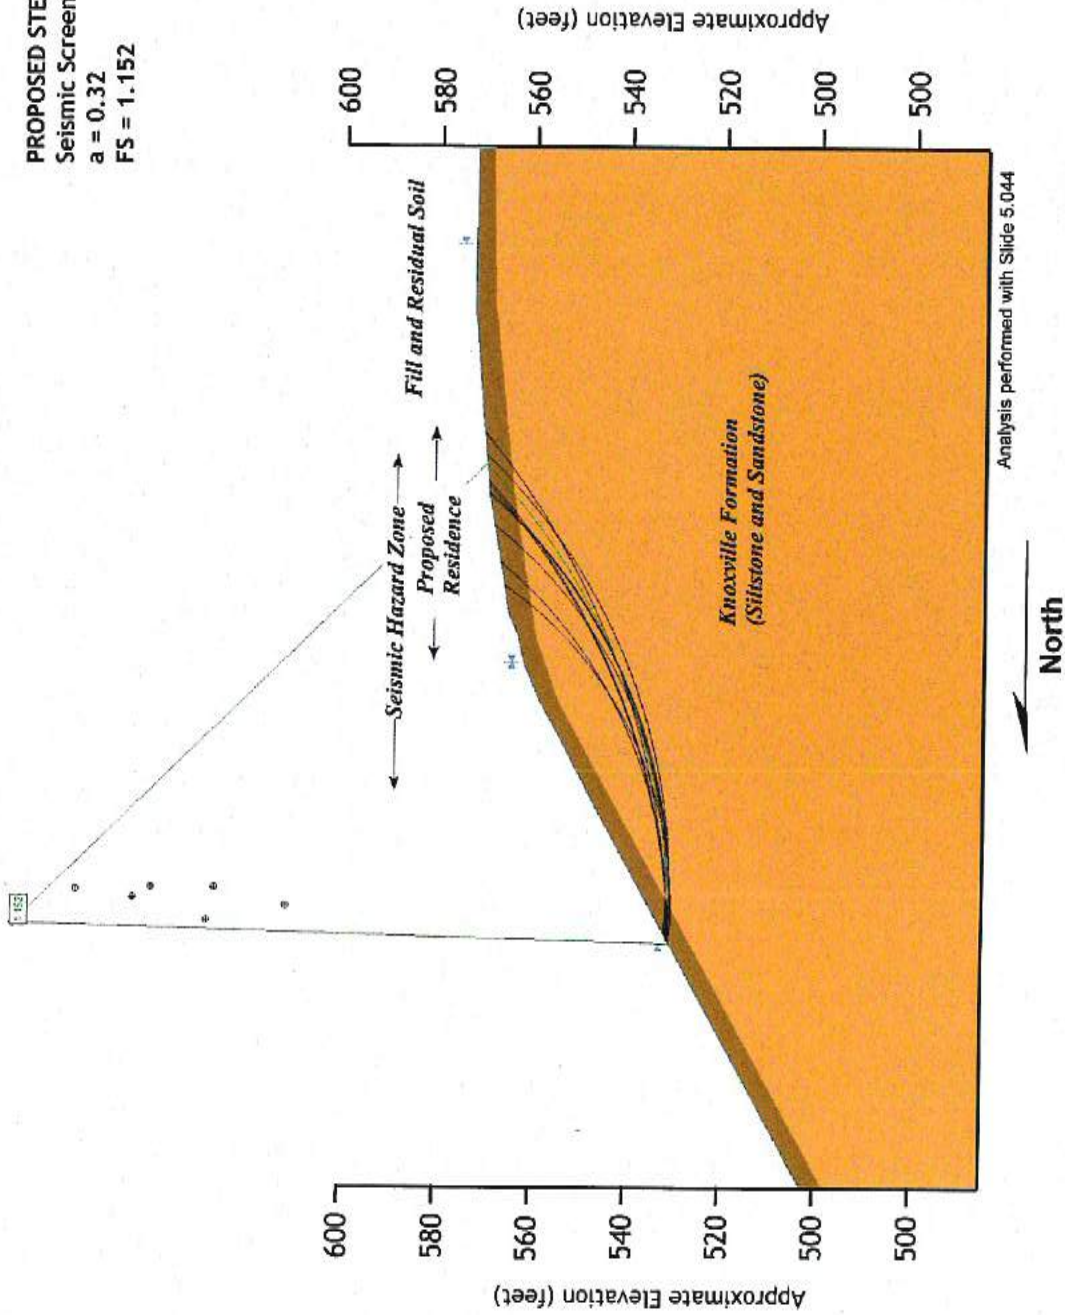 PROPOSED STE
Seismic Screen
a = 0.32
FS = 1.152
1.152
Approximate Elevation (feet)
600
580
560
540
520
500
500
Seismic Hazard Zone
Proposed
Residence
Fill and Residual Soil
Knoxville Formation
(Siltstone and Sandstone)
Approximate Elevation (feet)
600
580
560
540
520
500
500
North
Analysis performed with Slide 5.044